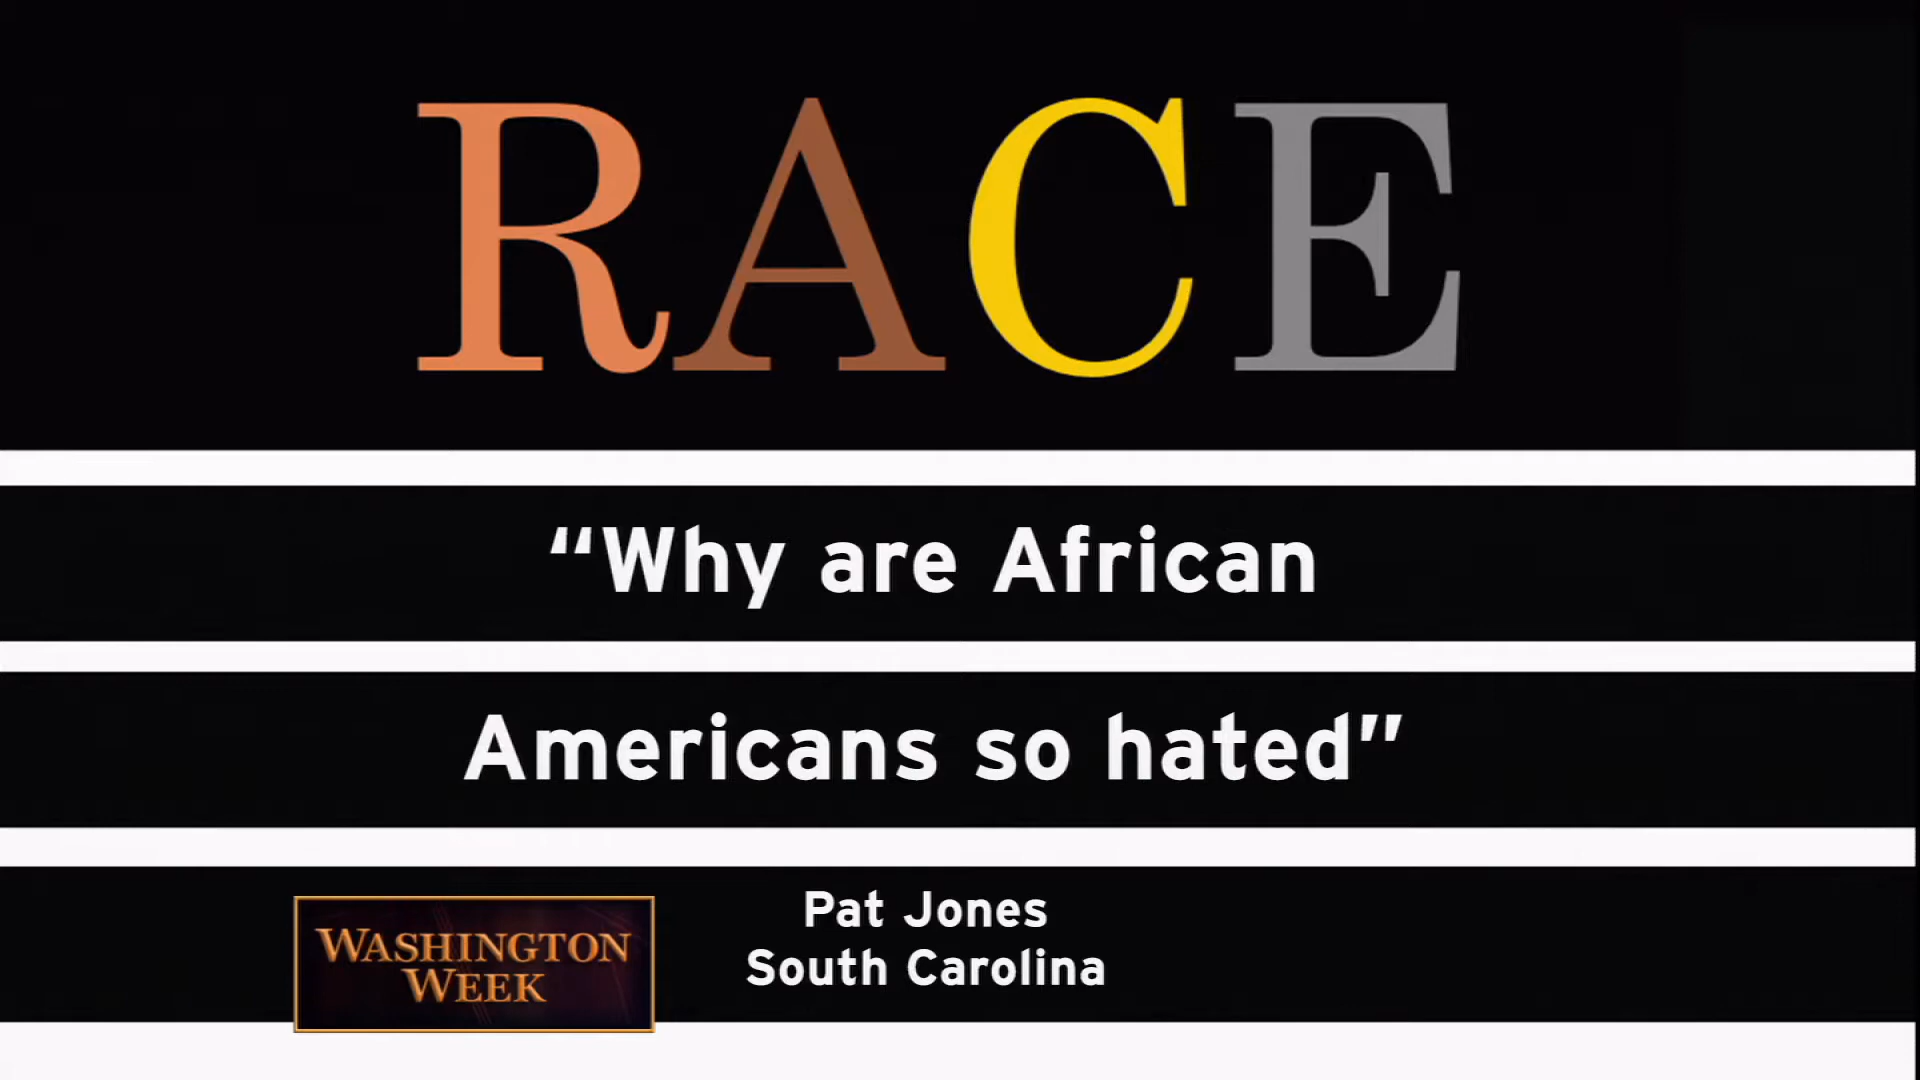 RACE
“Why are African
Americans so hated”
Pat Jones
South Carolina
WASHINGTON
WEEK